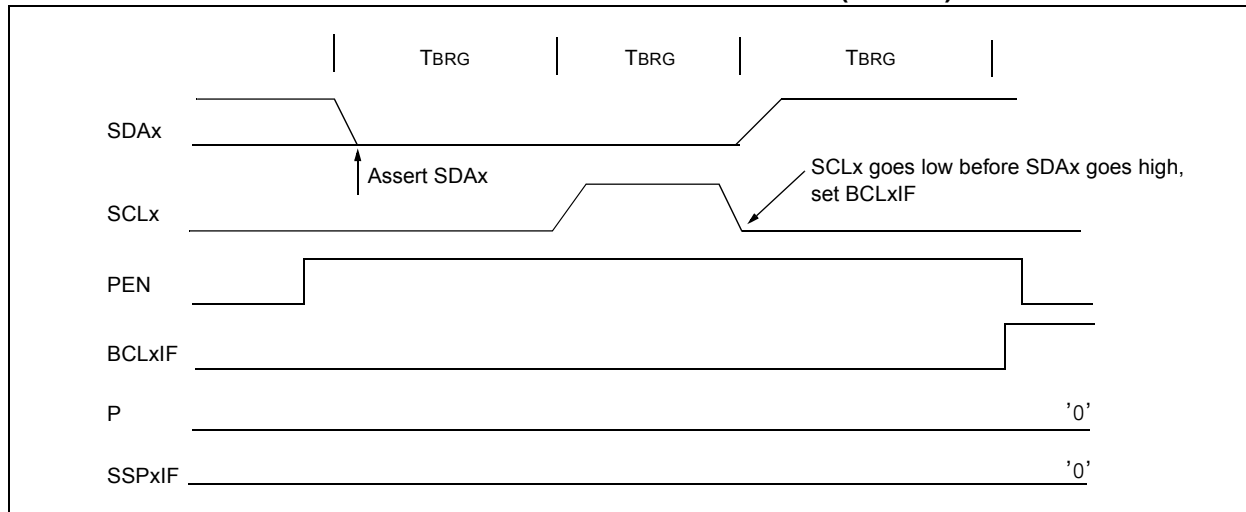 TBRG TBRG TBRG
SDAx
Assert SDAx
SCLx goes low before SDAx goes high,
set BCLxIF
SCLx
PEN
BCLxIF
P '0'
SSPxIF '0'